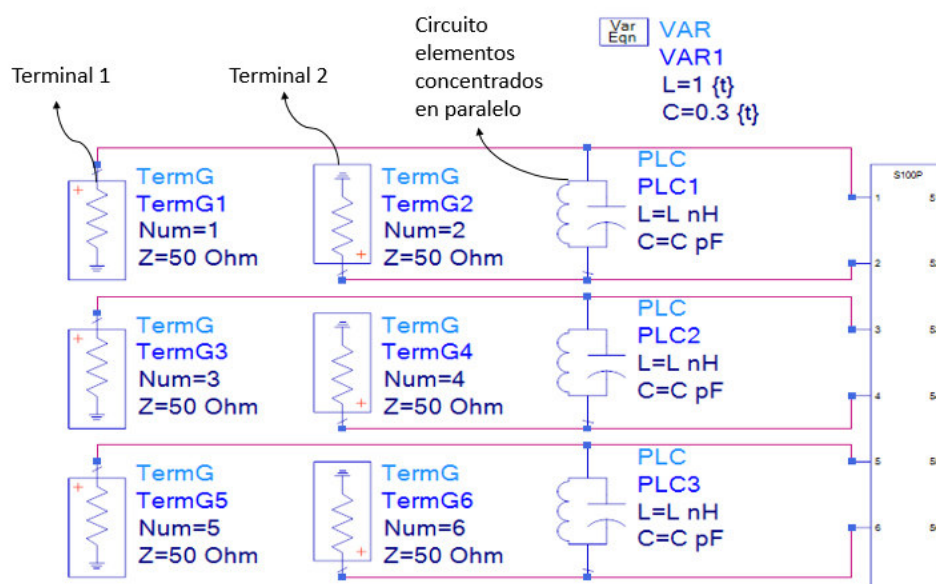 Circuito
elementos
concentrados
en paralelo
Var
Eqn
VAR
VAR1
L=1 {t}
C=0.3 {t}
Terminal 1
Terminal 2
TermG
TermG1
Num=1
Z=50 Ohm
TermG
TermG2
Num=2
Z=50 Ohm
PLC
PLC1
L=L nH
C=C pF
S100P
1
2
TermG
TermG3
Num=3
Z=50 Ohm
TermG
TermG4
Num=4
Z=50 Ohm
PLC
PLC2
L=L nH
C=C pF
3
4
TermG
TermG5
Num=5
Z=50 Ohm
TermG
TermG6
Num=6
Z=50 Ohm
PLC
PLC3
L=L nH
C=C pF
5
6